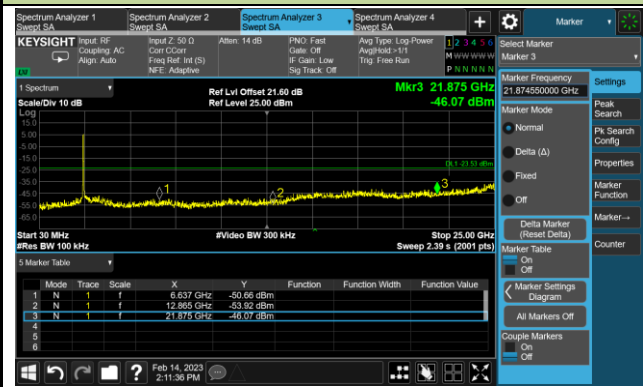 Spectrum Analyzer 1
Swept SA
Spectrum Analyzer 2
Swept SA
Spectrum Analyzer 3
Swept SA
Spectrum Analyzer 4
Swept SA
+
Marker
KEYSIGHT
Input: RF
Coupling: AC
Align: Auto
Input Z: 50 Ω
Corr CCorr
Freq Ref: Int (S)
NFE: Adaptive
Atten: 14 dB
PNO: Fast
Gate: Off
IF Gain: Low
Sig Track: Off
Avg Type: Log-Power
Avg|Hold:>1/1
Trig: Free Run
1 2 3 4 5 6
M W W W W W
P N N N N N
LXI
Select Marker
Marker 3
1 Spectrum
Scale/Div 10 dB
Ref Lvl Offset 21.60 dB
Ref Level 25.00 dBm
Mkr3 21.875 GHz
-46.07 dBm
Log
15.0
5.00
-5.00
-15.0
-25.0
-35.0
-45.0
-55.0
-65.0
DL1 -23.53 dBm
1
2
3
Start 30 MHz
#Res BW 100 kHz
#Video BW 300 kHz
Stop 25.00 GHz
Sweep 2.39 s (2001 pts)
5 Marker Table
Mode Trace Scale X Y Function Function Width Function Value
1 N 1 f 6.637 GHz -50.66 dBm
2 N 1 f 12.865 GHz -53.92 dBm
3 N 1 f 21.875 GHz -46.07 dBm
4
5
6
Marker Frequency
21.874550000 GHz
Marker Mode
Normal
Delta (Δ)
Fixed
Off
Delta Marker
(Reset Delta)
Marker Table
On
Off
Marker Settings
Diagram
All Markers Off
Couple Markers
On
Off
Settings
Peak
Search
Pk Search
Config
Properties
Marker
Function
Marker→
Counter
?
Feb 14, 2023
2:11:36 PM